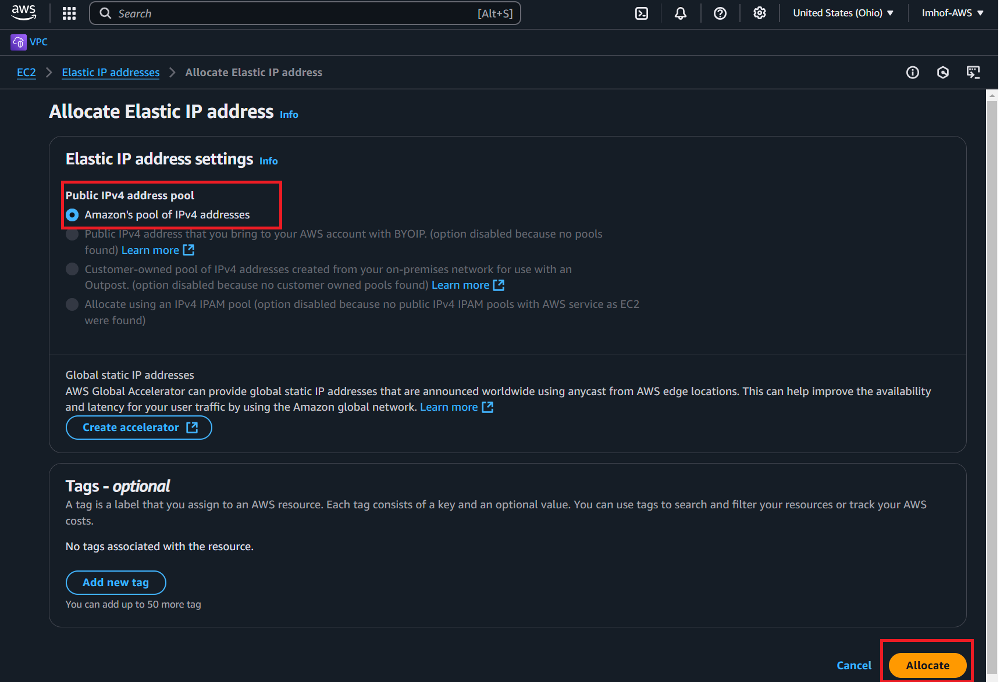 aws
Search [Alt+S]
United States (Ohio)
Imhof-AWS
VPC
EC2 > Elastic IP addresses > Allocate Elastic IP address
Allocate Elastic IP address Info
Elastic IP address settings Info
Public IPv4 address pool
Amazon's pool of IPv4 addresses
Public IPv4 address that you bring to your AWS account with BYOIP. (option disabled because no pools
found) Learn more
Customer-owned pool of IPv4 addresses created from your on-premises network for use with an
Outpost. (option disabled because no customer owned pools found) Learn more
Allocate using an IPv4 IPAM pool (option disabled because no public IPv4 IPAM pools with AWS service as EC2
were found)
Global static IP addresses
AWS Global Accelerator can provide global static IP addresses that are announced worldwide using anycast from AWS edge locations. This can help improve the availability
and latency for your user traffic by using the Amazon global network. Learn more
Create accelerator
Tags - optional
A tag is a label that you assign to an AWS resource. Each tag consists of a key and an optional value. You can use tags to search and filter your resources or track your AWS
costs.
No tags associated with the resource.
Add new tag
You can add up to 50 more tag
Cancel
Allocate